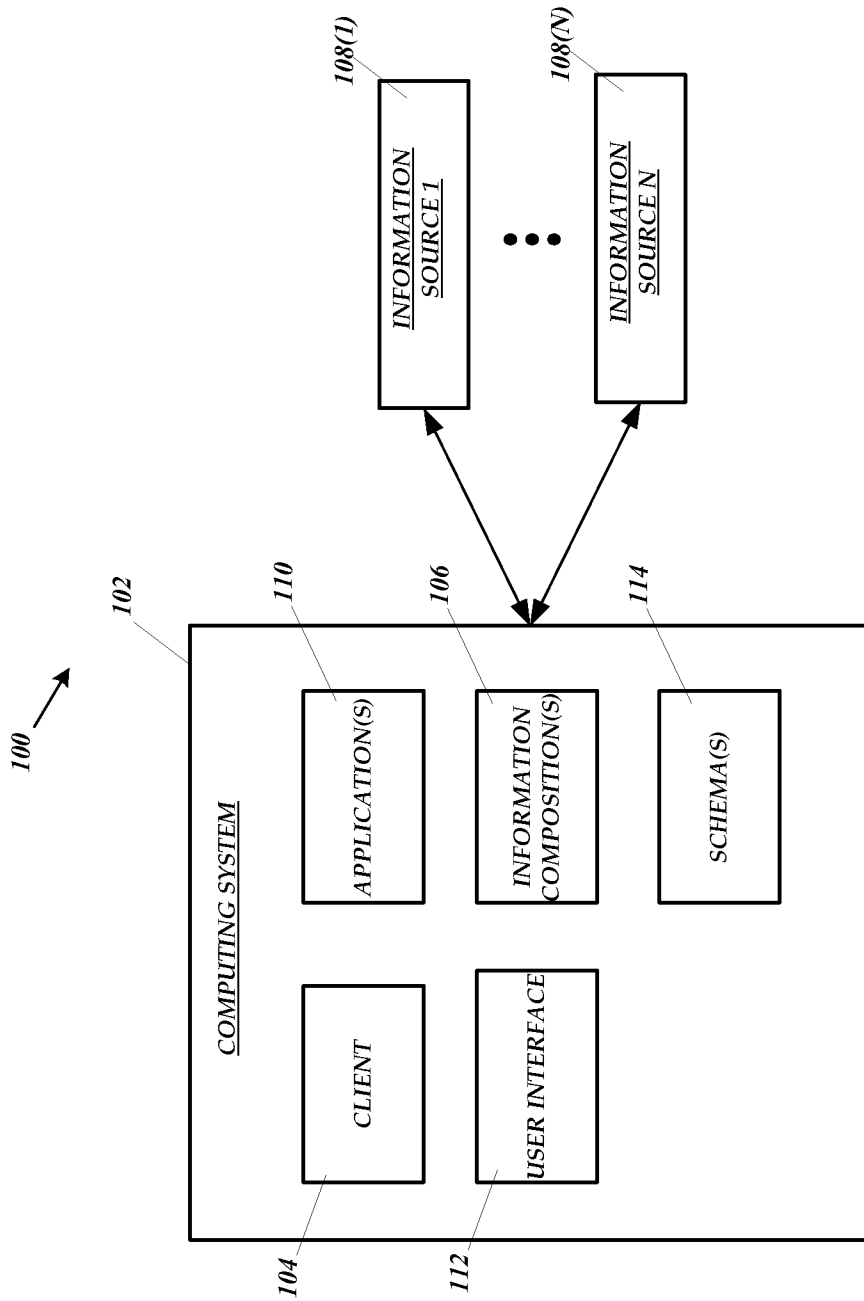 100
102
COMPUTING SYSTEM
104
CLIENT
APPLICATION(S)
110
112
USER INTERFACE
INFORMATION
COMPOSITION(S)
106
SCHEMA(S)
114
INFORMATION
SOURCE 1
108(1)
INFORMATION
SOURCE N
108(N)